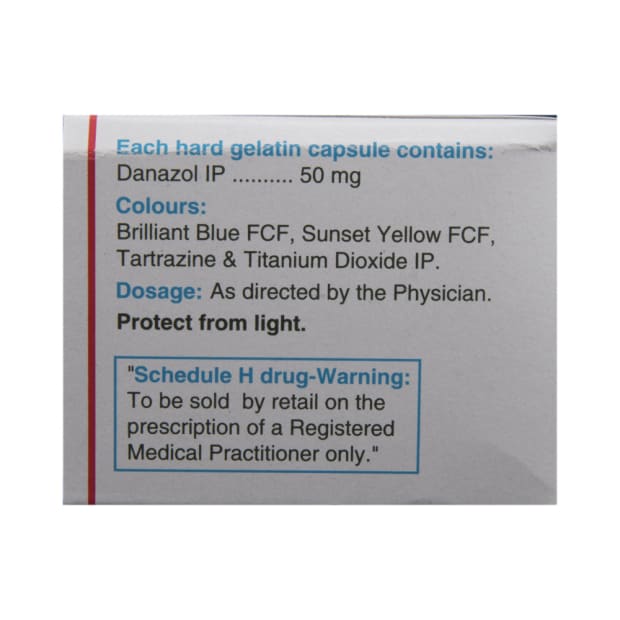 Each hard gelatin capsule contains:
Danazol IP .......... 50 mg
Colours:
Brilliant Blue FCF, Sunset Yellow FCF,
Tartrazine & Titanium Dioxide IP.
Dosage: As directed by the Physician.
Protect from light.
"Schedule H drug-Warning:
To be sold  by retail on the
prescription of a Registered
Medical Practitioner only."